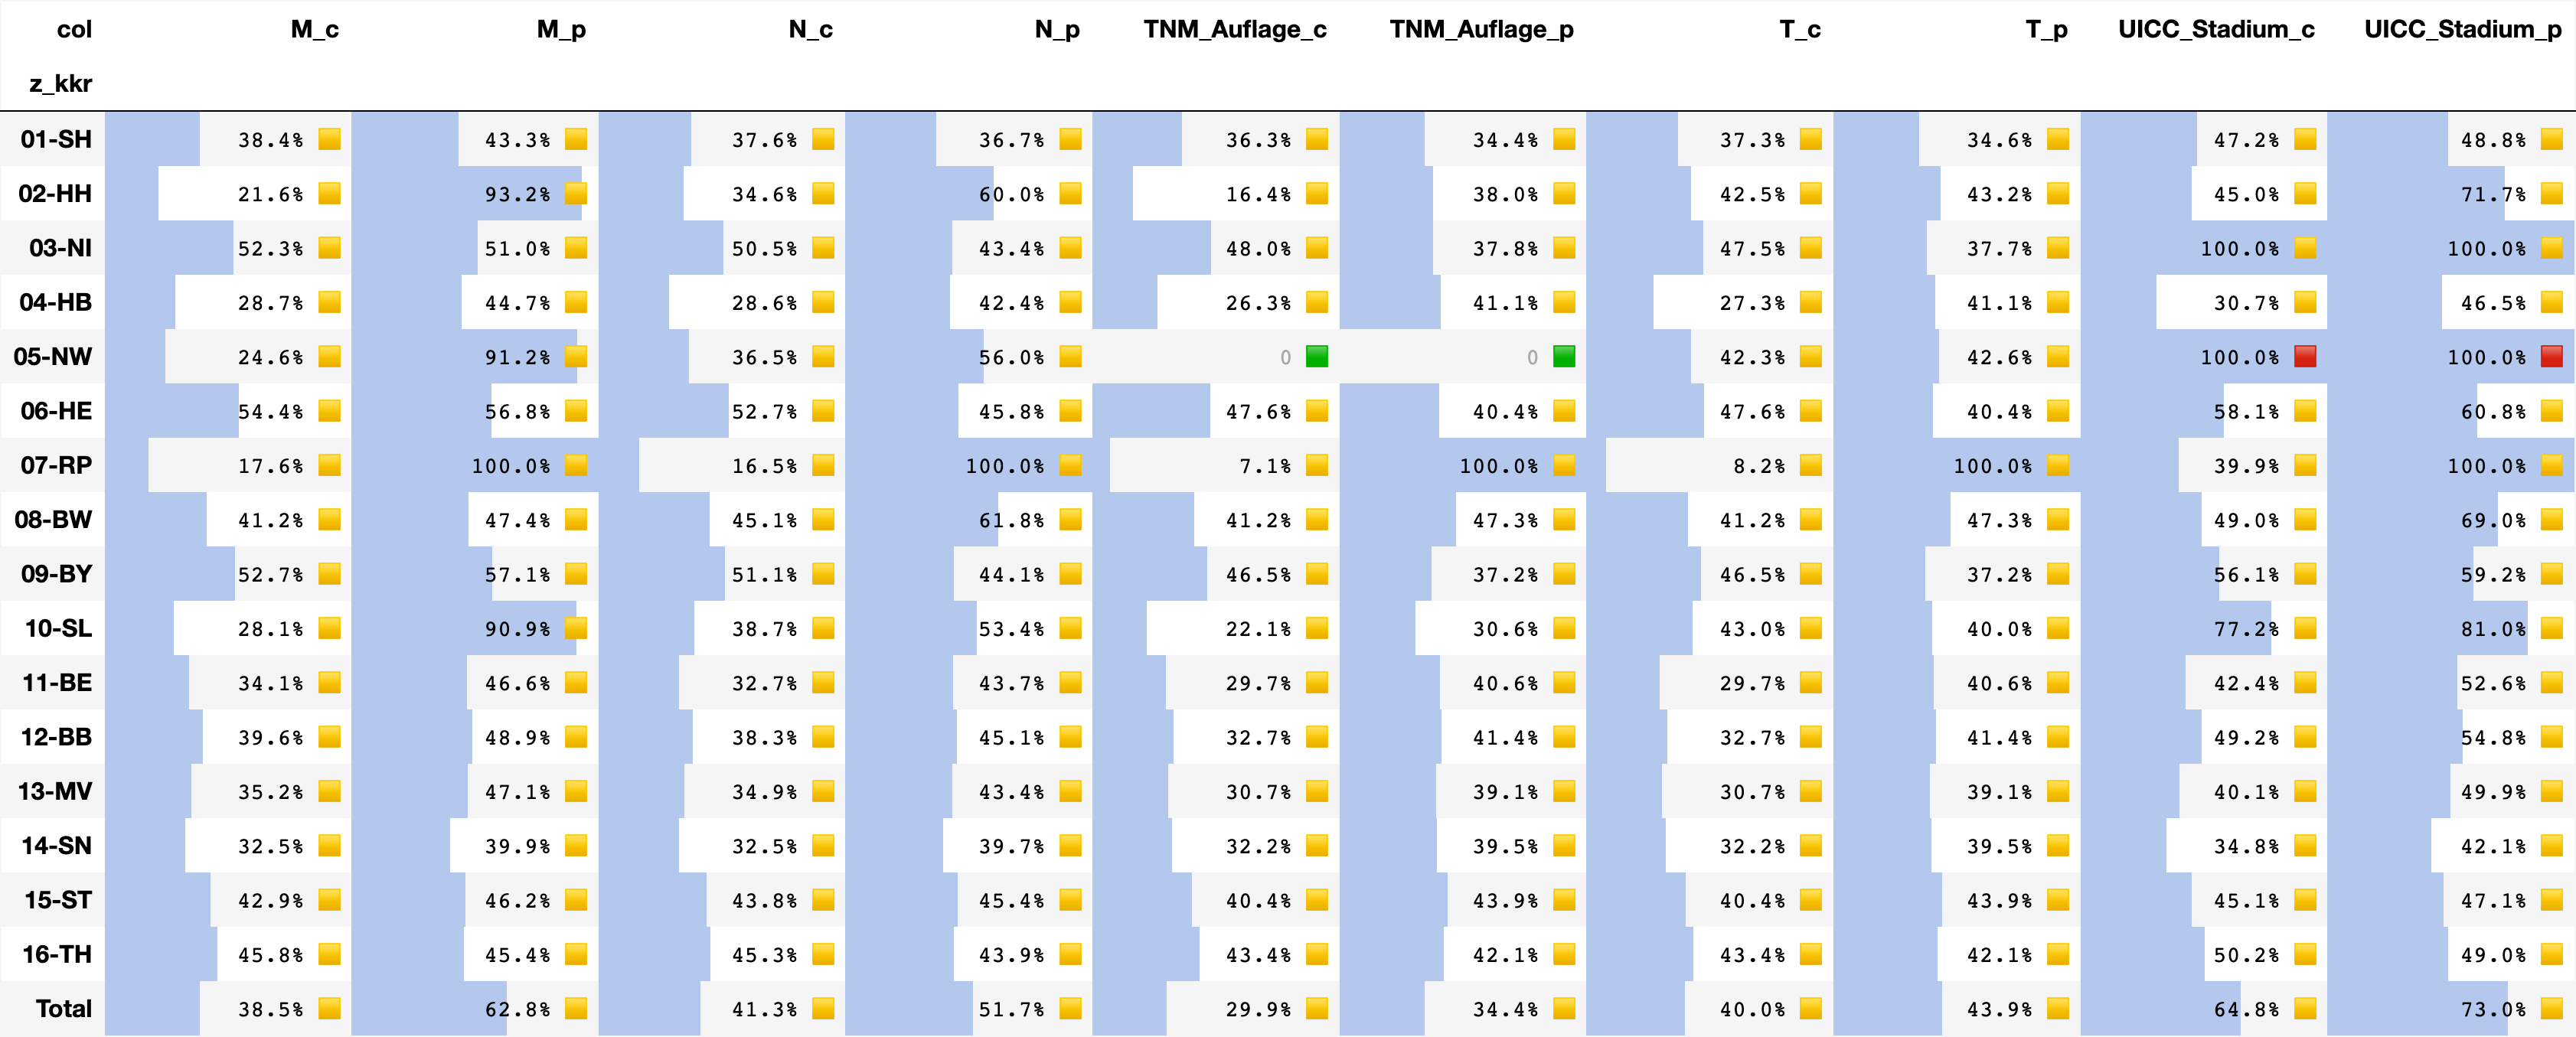 col M_c M_p N_c N_p TNM_Auflage_c TNM_Auflage_p T_c T_p UICC_Stadium_c UICC_Stadium_p
z_kkr
01-SH 38.4% 43.3% 37.6% 36.7% 36.3% 34.4% 37.3% 34.6% 47.2% 48.8%
02-HH 21.6% 93.2% 34.6% 60.0% 16.4% 38.0% 42.5% 43.2% 45.0% 71.7%
03-NI 52.3% 51.0% 50.5% 43.4% 48.0% 37.8% 47.5% 37.7% 100.0% 100.0%
04-HB 28.7% 44.7% 28.6% 42.4% 26.3% 41.1% 27.3% 41.1% 30.7% 46.5%
05-NW 24.6% 91.2% 36.5% 56.0% 0 0 42.3% 42.6% 100.0% 100.0%
06-HE 54.4% 56.8% 52.7% 45.8% 47.6% 40.4% 47.6% 40.4% 58.1% 60.8%
07-RP 17.6% 100.0% 16.5% 100.0% 7.1% 100.0% 8.2% 100.0% 39.9% 100.0%
08-BW 41.2% 47.4% 45.1% 61.8% 41.2% 47.3% 41.2% 47.3% 49.0% 69.0%
09-BY 52.7% 57.1% 51.1% 44.1% 46.5% 37.2% 46.5% 37.2% 56.1% 59.2%
10-SL 28.1% 90.9% 38.7% 53.4% 22.1% 30.6% 43.0% 40.0% 77.2% 81.0%
11-BE 34.1% 46.6% 32.7% 43.7% 29.7% 40.6% 29.7% 40.6% 42.4% 52.6%
12-BB 39.6% 48.9% 38.3% 45.1% 32.7% 41.4% 32.7% 41.4% 49.2% 54.8%
13-MV 35.2% 47.1% 34.9% 43.4% 30.7% 39.1% 30.7% 39.1% 40.1% 49.9%
14-SN 32.5% 39.9% 32.5% 39.7% 32.2% 39.5% 32.2% 39.5% 34.8% 42.1%
15-ST 42.9% 46.2% 43.8% 45.4% 40.4% 43.9% 40.4% 43.9% 45.1% 47.1%
16-TH 45.8% 45.4% 45.3% 43.9% 43.4% 42.1% 43.4% 42.1% 50.2% 49.0%
Total 38.5% 62.8% 41.3% 51.7% 29.9% 34.4% 40.0% 43.9% 64.8% 73.0%